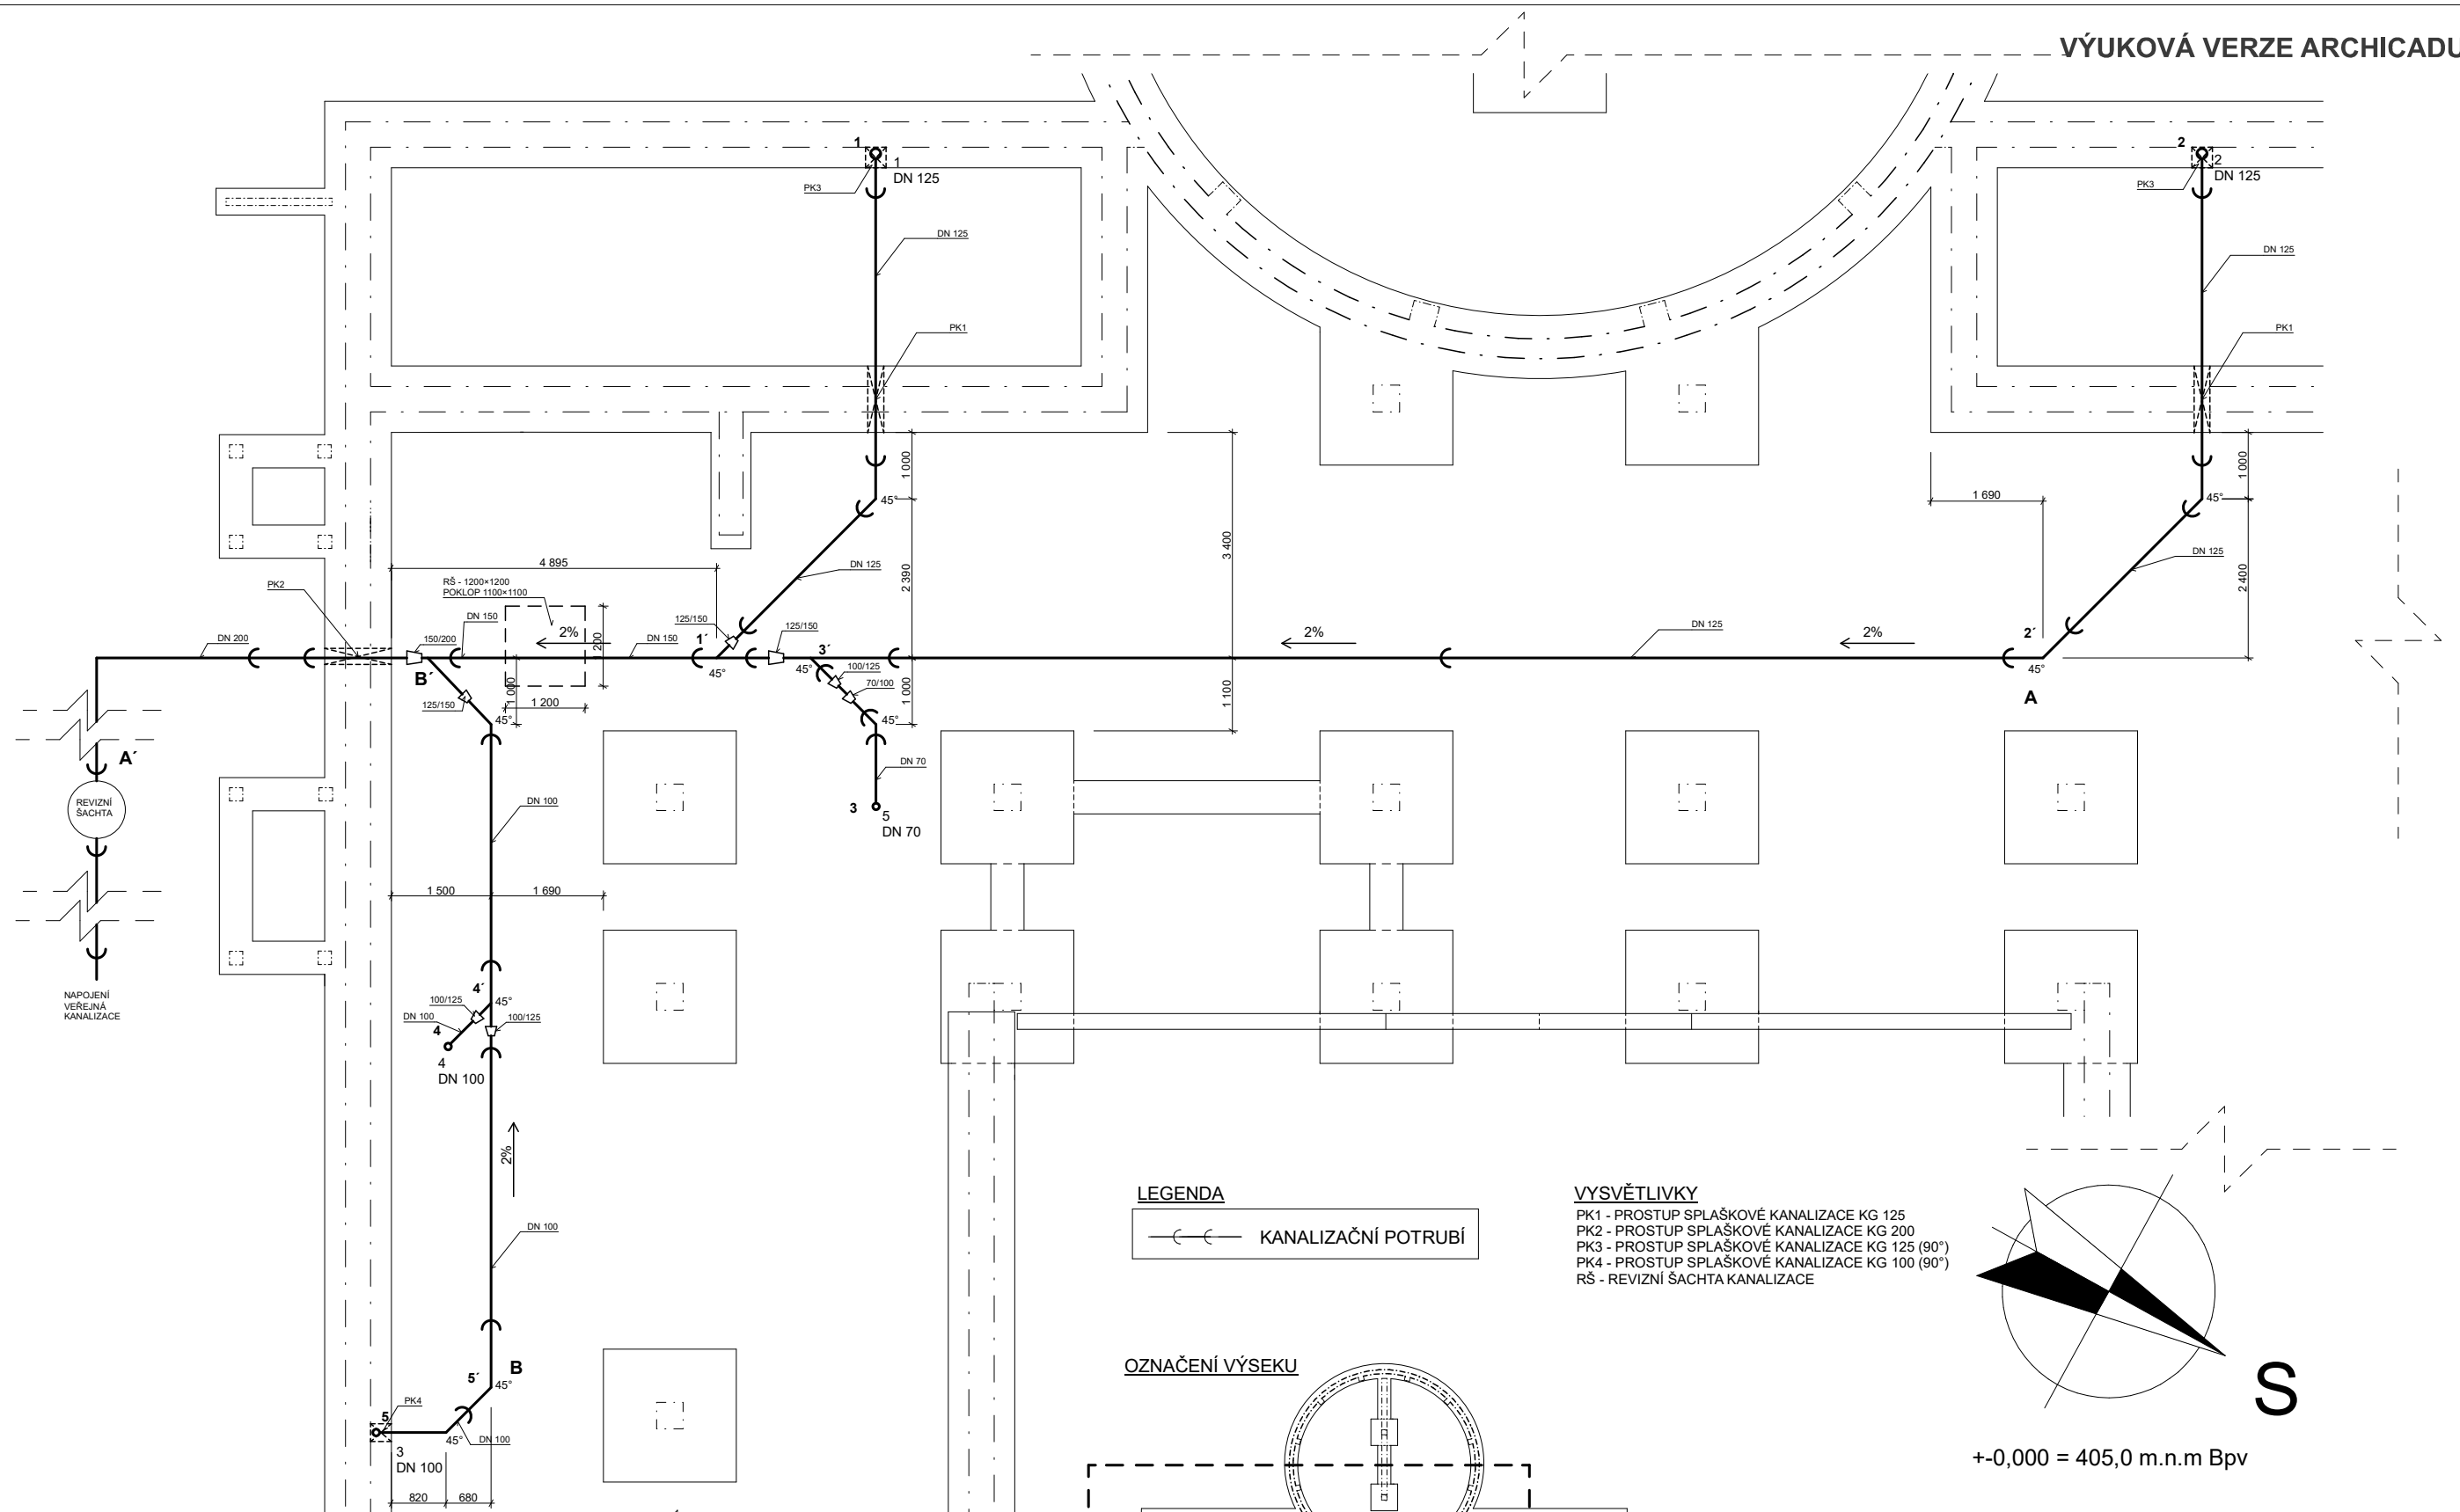 VÝUKOVÁ VERZE ARCHICADU
1
1
DN 125
PK3
DN 125
PK1
2
2
DN 125
PK3
DN 125
PK1
1 000
45°
2 390
3 400
1 690
1 000
45°
2 400
DN 125
4 895
DN 125
RŠ - 1200×1200
POKLOP 1100×1100
PK2
DN 200
150/200
DN 150
2%
1 200
DN 150
125/150
1´
125/150
3´
45°
45°
100/125
70/100
1 000
45°
2%
DN 125
2%
2´
45°
A
1 100
B´
125/150
1 000
1 200
45°
A´
REVIZNÍ
ŠACHTA
DN 70
3
5
DN 70
DN 100
1 500
1 690
NAPOJENÍ
VEŘEJNÁ
KANALIZACE
4´
45°
100/125
DN 100
4
100/125
4
DN 100
2%
DN 100
LEGENDA
KANALIZAČNÍ POTRUBÍ
VYSVĚTLIVKY
PK1 - PROSTUP SPLAŠKOVÉ KANALIZACE KG 125
PK2 - PROSTUP SPLAŠKOVÉ KANALIZACE KG 200
PK3 - PROSTUP SPLAŠKOVÉ KANALIZACE KG 125 (90°)
PK4 - PROSTUP SPLAŠKOVÉ KANALIZACE KG 100 (90°)
RŠ - REVIZNÍ ŠACHTA KANALIZACE
OZNAČENÍ VÝSEKU
5´
B
45°
PK4
5
45°
DN 100
3
DN 100
820
680
S
+-0,000 = 405,0 m.n.m Bpv